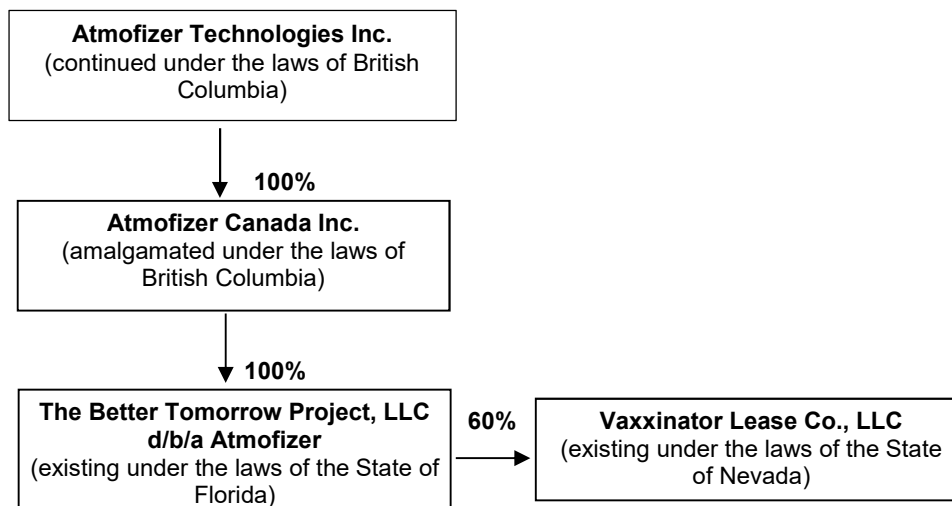 Atmofizer Technologies Inc.
(continued under the laws of British
Columbia)
100%
Atmofizer Canada Inc.
(amalgamated under the laws of
British Columbia)
100%
The Better Tomorrow Project, LLC
d/b/a Atmofizer
(existing under the laws of the State of
Florida)
60%
Vaxxinator Lease Co., LLC
(existing under the laws of the State
of Nevada)